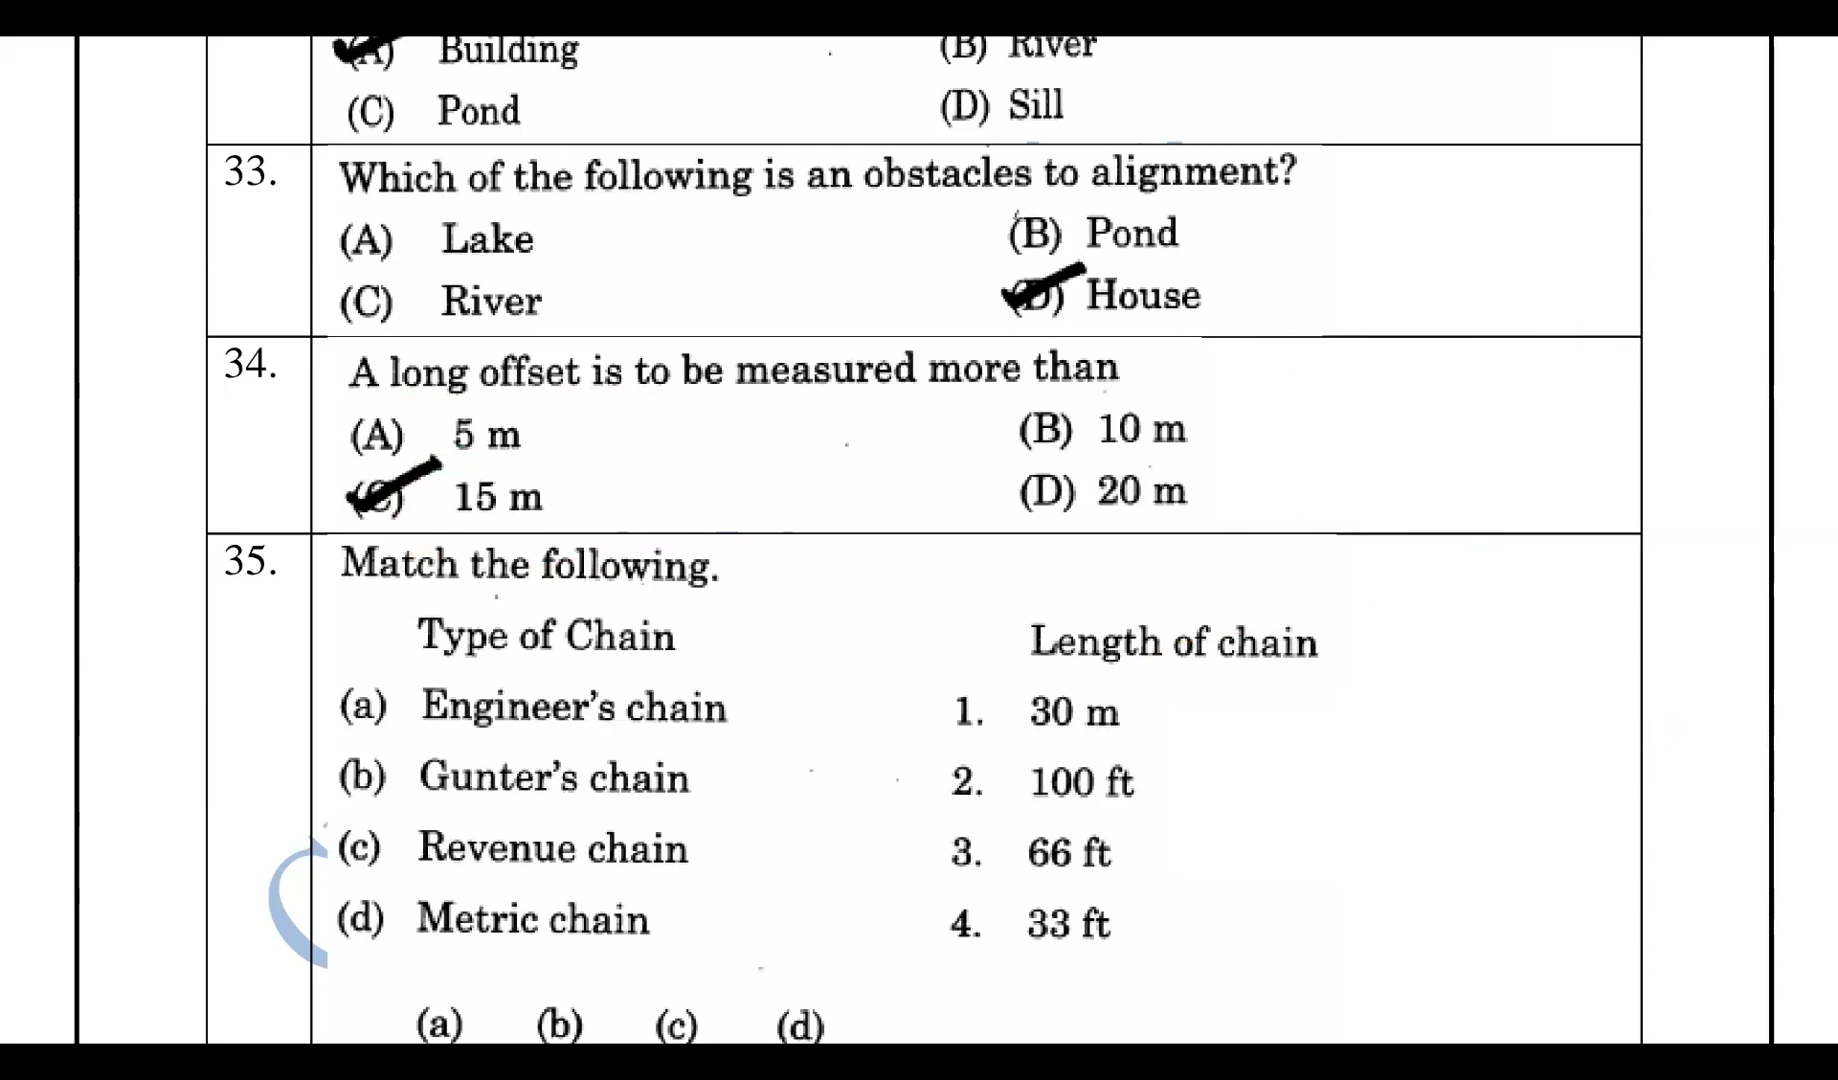 (A) Building (B) River
(C) Pond (D) Sill
33. Which of the following is an obstacles to alignment?
(A) Lake (B) Pond
(C) River (D) House
34. A long offset is to be measured more than
(A) 5 m (B) 10 m
(C) 15 m (D) 20 m
35. Match the following.
Type of Chain Length of chain
(a) Engineer's chain 1. 30 m
(b) Gunter's chain 2. 100 ft
(c) Revenue chain 3. 66 ft
(d) Metric chain 4. 33 ft
(a) (b) (c) (d)